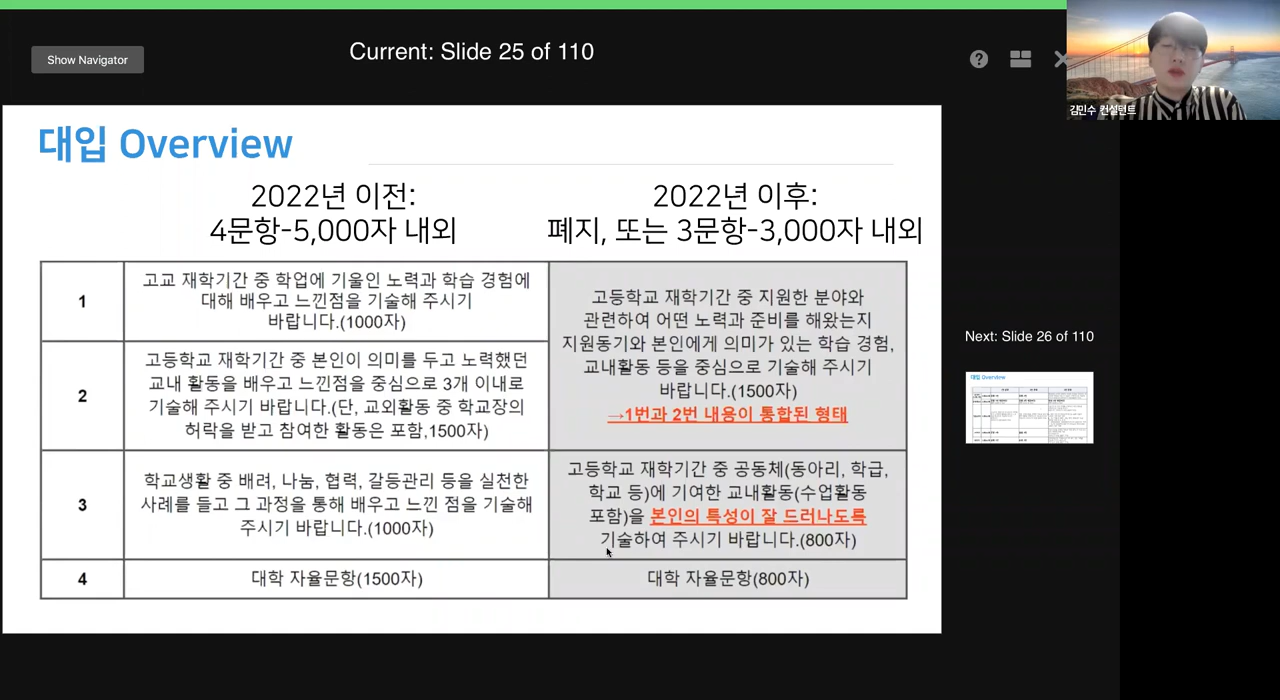 Show Navigator
Current: Slide 25 of 110
?
김민수 컨설턴트
대입 Overview
2022년 이전:
4문항-5,000자 내외
2022년 이후:
폐지, 또는 3문항-3,000자 내외
1
고교 재학기간 중 학업에 기울인 노력과 학습 경험에
대해 배우고 느낀점을 기술해 주시기
바랍니다.(1000자)
고등학교 재학기간 중 지원한 분야와
관련하여 어떤 노력과 준비를 해왔는지
지원동기와 본인에게 의미가 있는 학습 경험,
교내활동 등을 중심으로 기술해 주시기
바랍니다.(1500자)
→1번과 2번 내용이 통합된 형태
2
고등학교 재학기간 중 본인이 의미를 두고 노력했던
교내 활동을 배우고 느낀점을 중심으로 3개 이내로
기술해 주시기 바랍니다.(단, 교외활동 중 학교장의
허락을 받고 참여한 활동은 포함,1500자)
3
학교생활 중 배려, 나눔, 협력, 갈등관리 등을 실천한
사례를 들고 그 과정을 통해 배우고 느낀 점을 기술해
주시기 바랍니다.(1000자)
고등학교 재학기간 중 공동체(동아리, 학급,
학교 등)에 기여한 교내활동(수업활동
포함)을 본인의 특성이 잘 드러나도록
기술하여 주시기 바랍니다.(800자)
4
대학 자율문항(1500자)
대학 자율문항(800자)
Next: Slide 26 of 110
대입 Overview